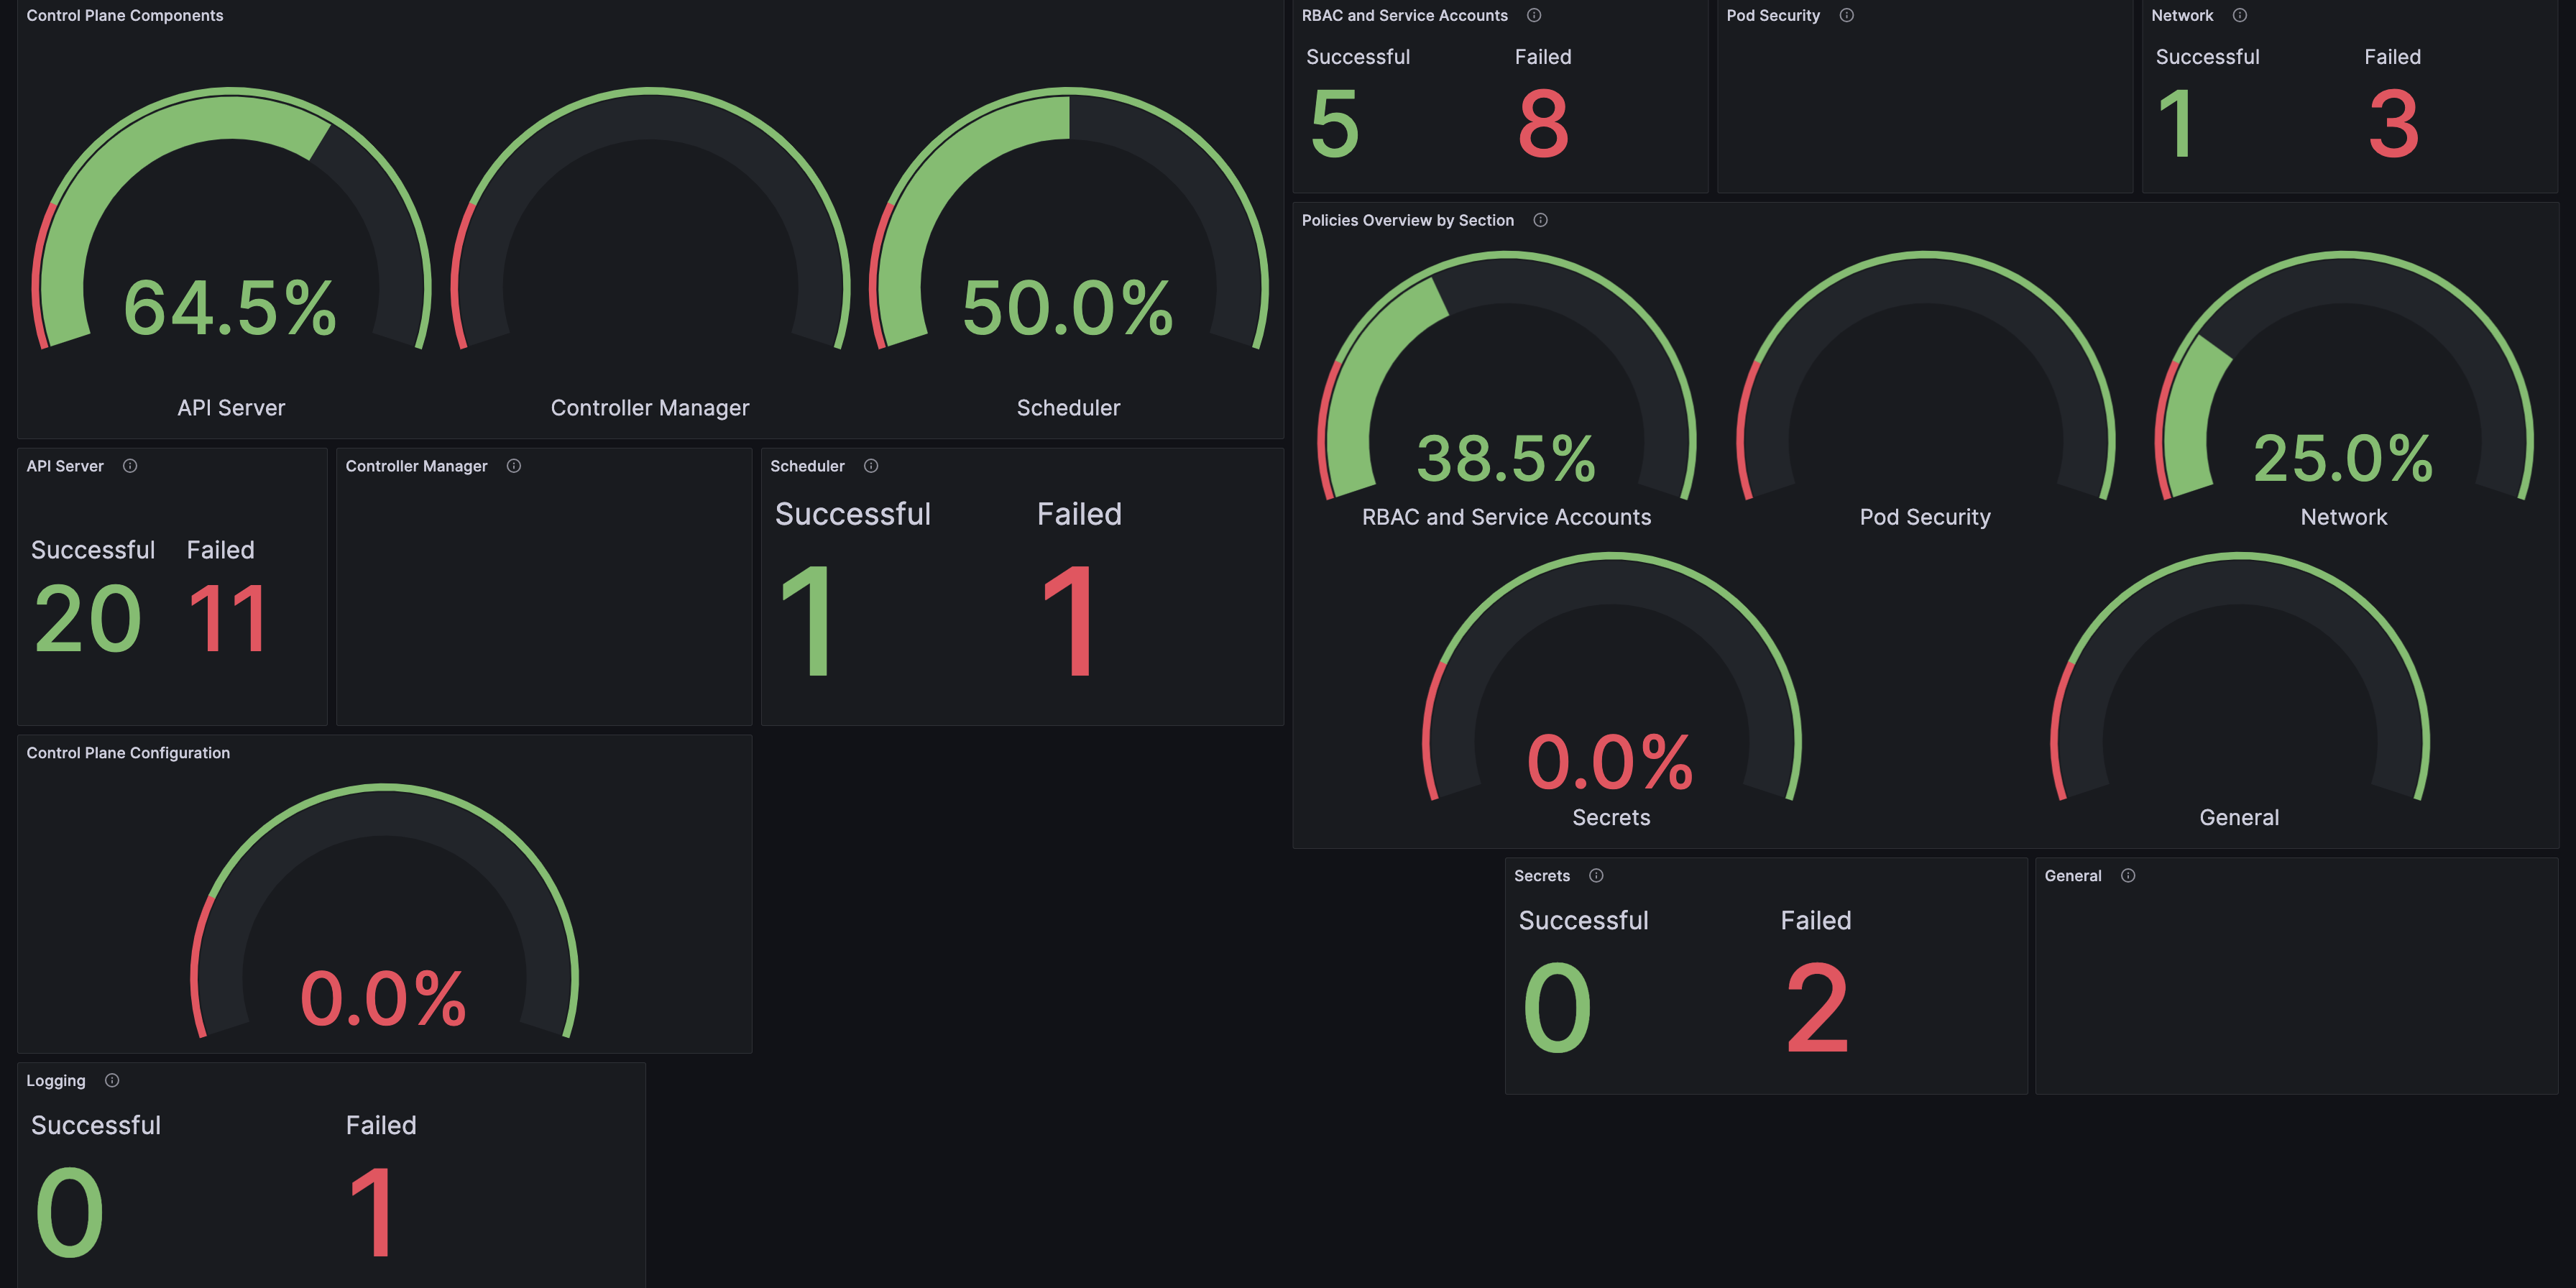 Control Plane Components
64.5%
API Server
Controller Manager
50.0%
Scheduler
API Server
Successful Failed
20 11
Controller Manager
Scheduler
Successful Failed
1 1
Control Plane Configuration
0.0%
Logging
Successful Failed
0 1
RBAC and Service Accounts
Successful Failed
5 8
Pod Security
Network
Successful Failed
1 3
Policies Overview by Section
38.5%
RBAC and Service Accounts
Pod Security
25.0%
Network
0.0%
Secrets
General
Secrets
Successful Failed
0 2
General